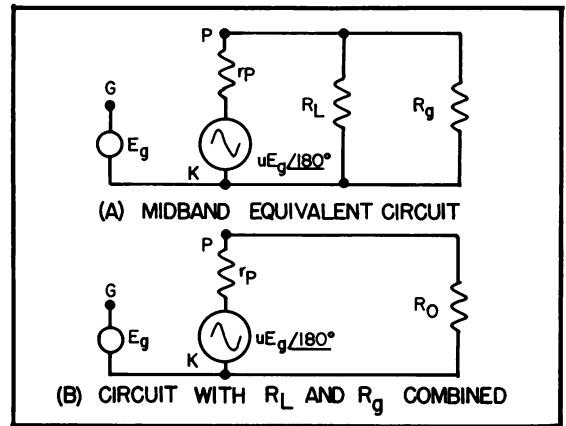 P
rP
G
RL
Rg
Eg
uEg∠180°
K
(A) MIDBAND EQUIVALENT CIRCUIT
P
rP
G
RO
Eg
uEg∠180°
K
(B) CIRCUIT WITH RL AND Rg COMBINED